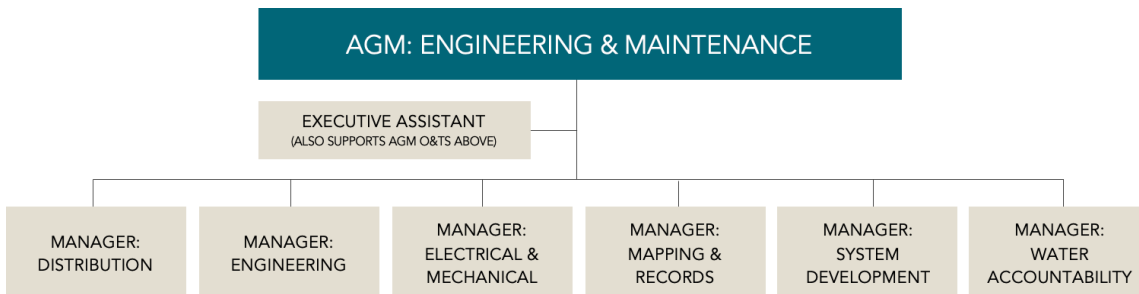 AGM: ENGINEERING & MAINTENANCE
EXECUTIVE ASSISTANT
(ALSO SUPPORTS AGM O&TS ABOVE)
MANAGER:
DISTRIBUTION
MANAGER:
ENGINEERING
MANAGER:
ELECTRICAL &
MECHANICAL
MANAGER:
MAPPING &
RECORDS
MANAGER:
SYSTEM
DEVELOPMENT
MANAGER:
WATER
ACCOUNTABILITY